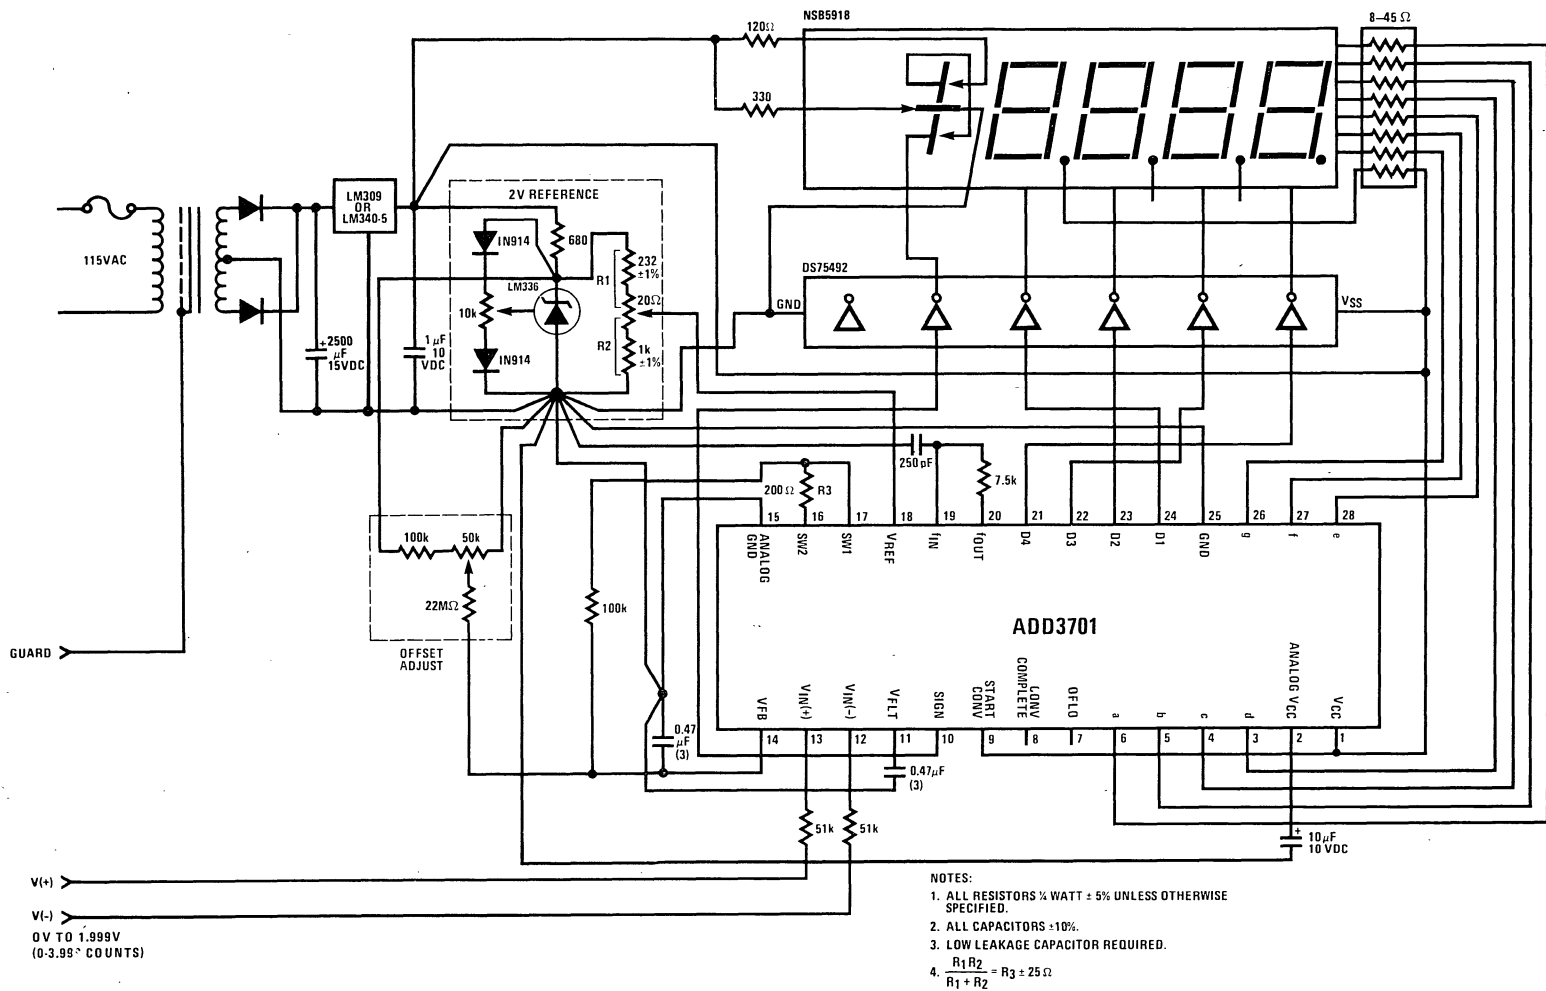 NSB5918
8–45 Ω
120Ω
330
LM309
OR
LM340-5
2V REFERENCE
IN914
680
232
±1%
R1
115VAC
LM336
10k
20Ω
DS75492
GND
VSS
+2500
μF
15VDC
1 μF
10
VDC
IN914
R2
1k
±1%
250 pF
7.5k
200 Ω
R3
15
16
17
18
19
20
21
22
23
24
25
26
27
28
ANALOG
GND
SW2
SW1
VREF
fIN
fOUT
D4
D3
D2
D1
GND
g
f
e
100k
50k
22MΩ
OFFSET
ADJUST
100k
GUARD
ADD3701
VFB
VIN(+)
VIN(−)
VFLT
SIGN
START
CONV
CONV
COMPLETE
OFLO
a
b
c
d
ANALOG VCC
VCC
14
13
12
11
10
9
8
7
6
5
4
3
2
1
0.47
μF
(3)
0.47μF
(3)
51k
51k
+
10μF
10 VDC
V(+)
V(−)
0V TO 1.999V
COUNTS)
NOTES:
1. ALL RESISTORS ¼ WATT ± 5% UNLESS OTHERWISE
SPECIFIED.
2. ALL CAPACITORS ±10%.
3. LOW LEAKAGE CAPACITOR REQUIRED.
4. R1 R2 / R1 + R2 = R3 ± 25 Ω